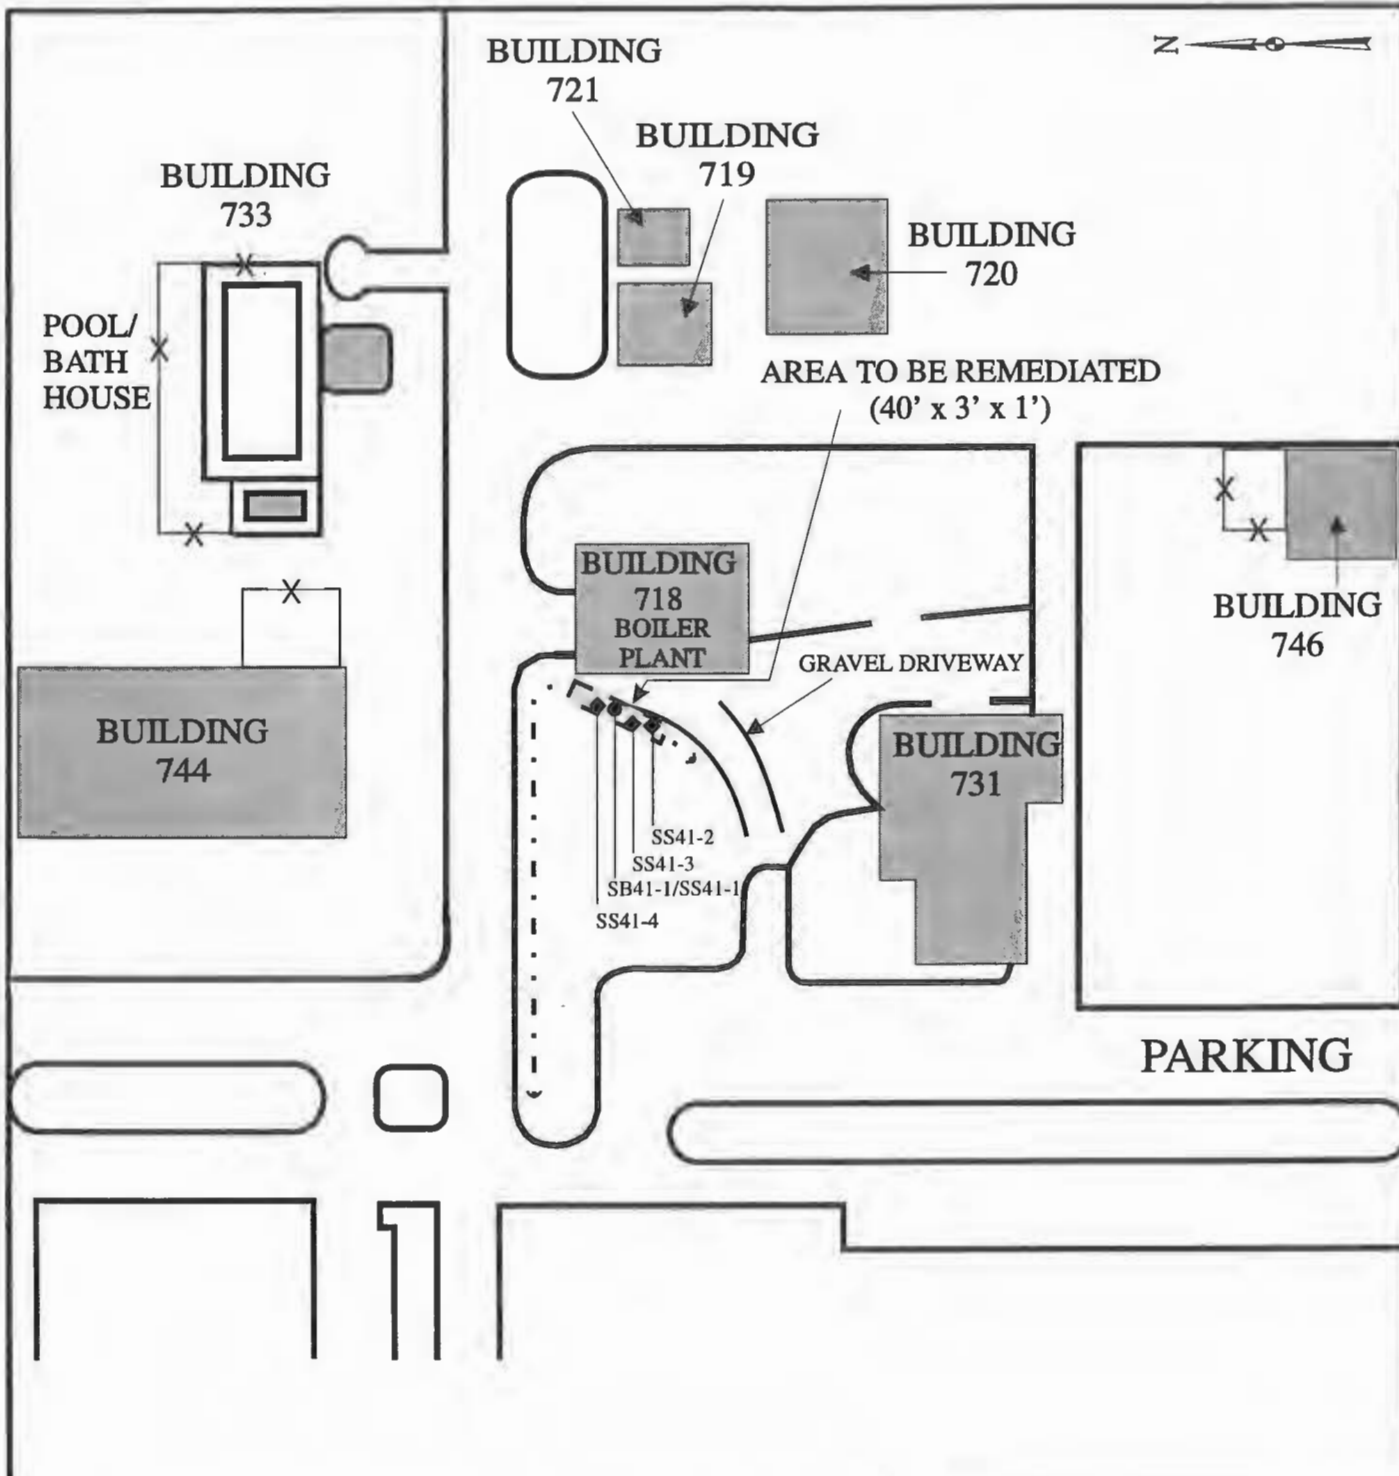 N
BUILDING
721
BUILDING
719
BUILDING
733
BUILDING
720
POOL/
BATH
HOUSE
AREA TO BE REMEDIATED
(40' x 3' x 1')
BUILDING
718
BOILER
PLANT
BUILDING
746
GRAVEL DRIVEWAY
BUILDING
744
BUILDING
731
SS41-2
SS41-3
SB41-1/SS41-1
SS41-4
PARKING